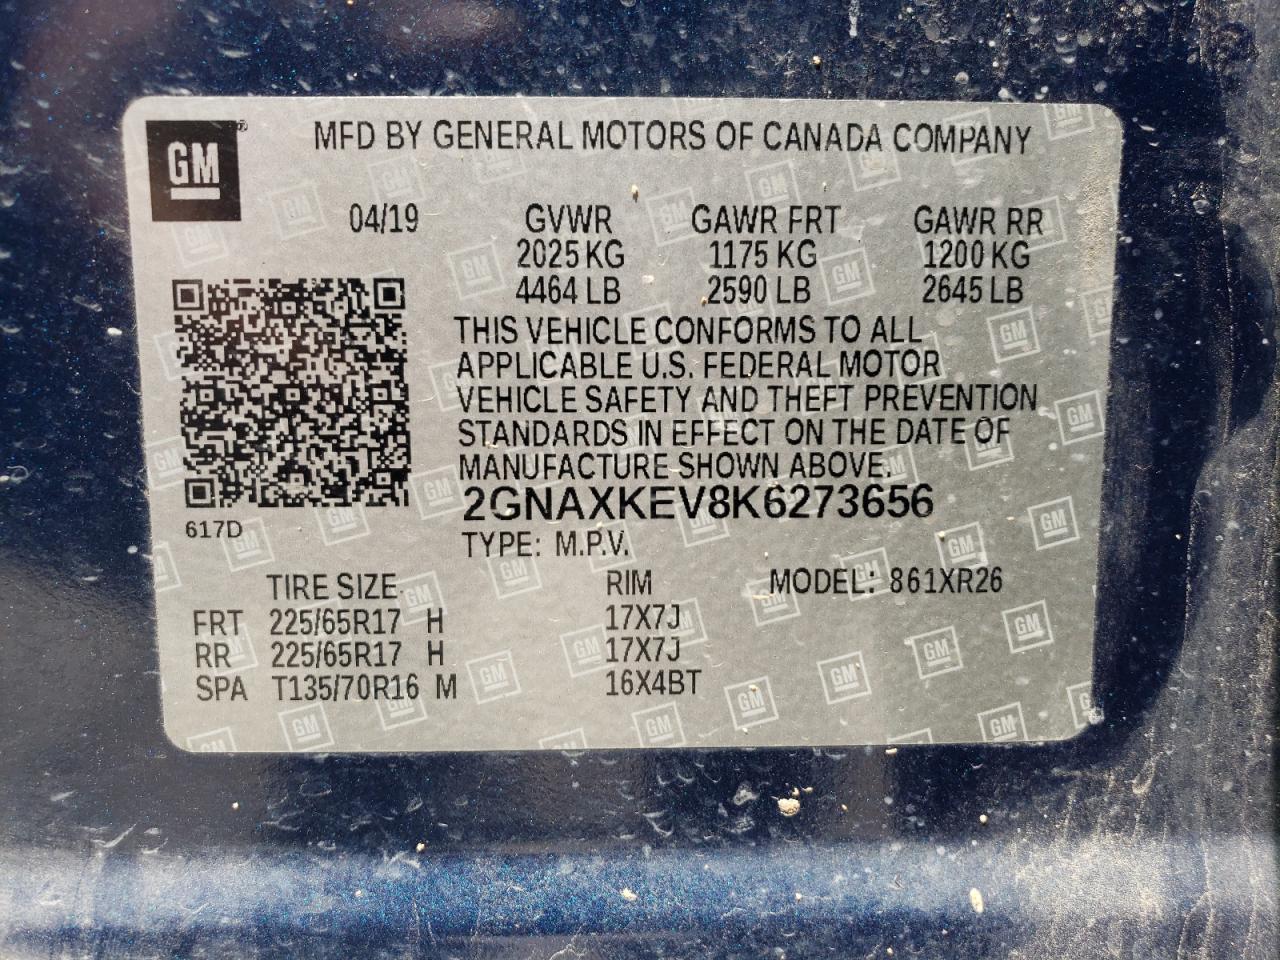 GM
MFD BY GENERAL MOTORS OF CANADA COMPANY
04/19 GVWR GAWR FRT GAWR RR
2025 KG 1175 KG 1200 KG
4464 LB 2590 LB 2645 LB
THIS VEHICLE CONFORMS TO ALL
APPLICABLE U.S. FEDERAL MOTOR
VEHICLE SAFETY AND THEFT PREVENTION
STANDARDS IN EFFECT ON THE DATE OF
MANUFACTURE SHOWN ABOVE.
2GNAXKEV8K6273656
617D
TYPE: M.P.V.
TIRE SIZE RIM MODEL: 861XR26
FRT 225/65R17 H 17X7J
RR 225/65R17 H 17X7J
SPA T135/70R16 M 16X4BT